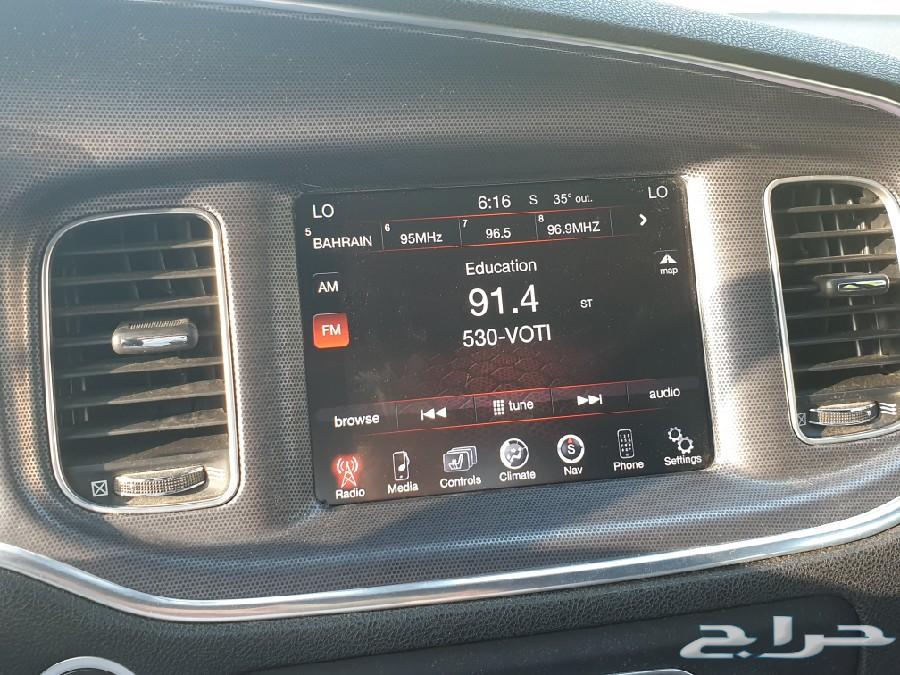 LO 6:16 S 35° out. LO
5 BAHRAIN 6 95MHz 7 96.5 8 96.9MHZ
AM
Education
map
91.4 ST
FM
530-VOTI
browse tune audio
Radio Media Controls Climate S Nav Phone Settings
حراج